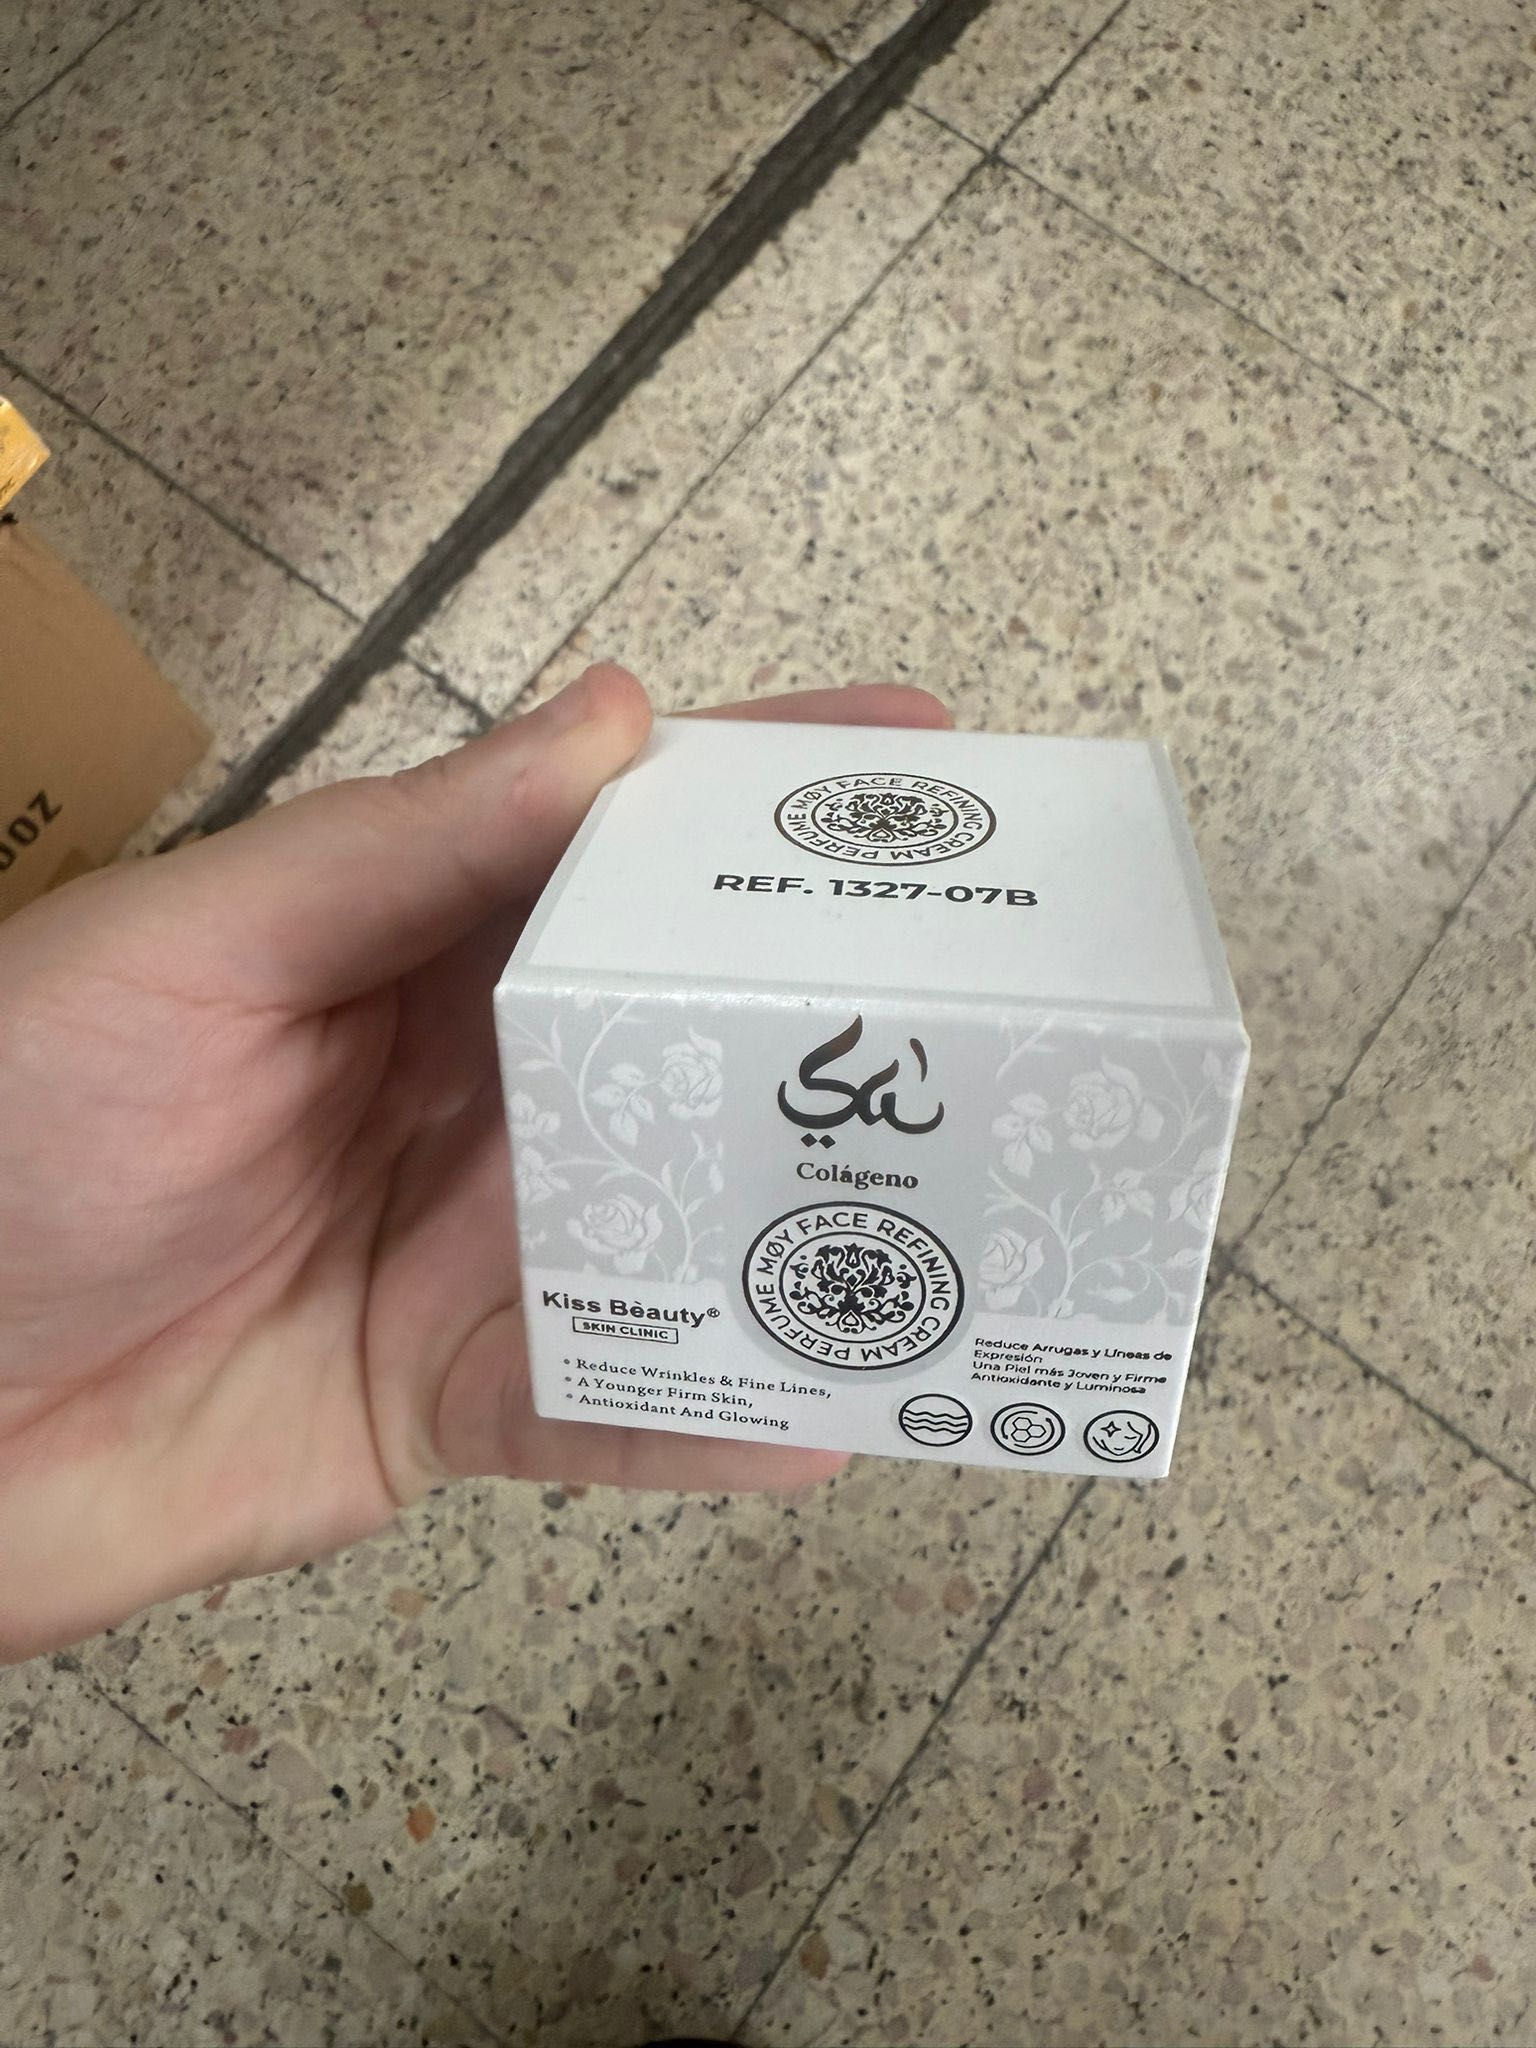 MØY FACE REFINING CREAM PERFUME
REF. 1327-07B
Colágeno
MØY FACE REFINING CREAM PERFUME
Kiss Bèauty®
SKIN CLINIC
• Reduce Wrinkles & Fine Lines,
• A Younger Firm Skin,
• Antioxidant And Glowing
Reduce Arrugas y Líneas de
Expresión
Una Piel más Joven y Firme
Antioxidante y Luminosa